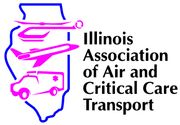 Illinois
Association
of Air and
Critical Care
Transport